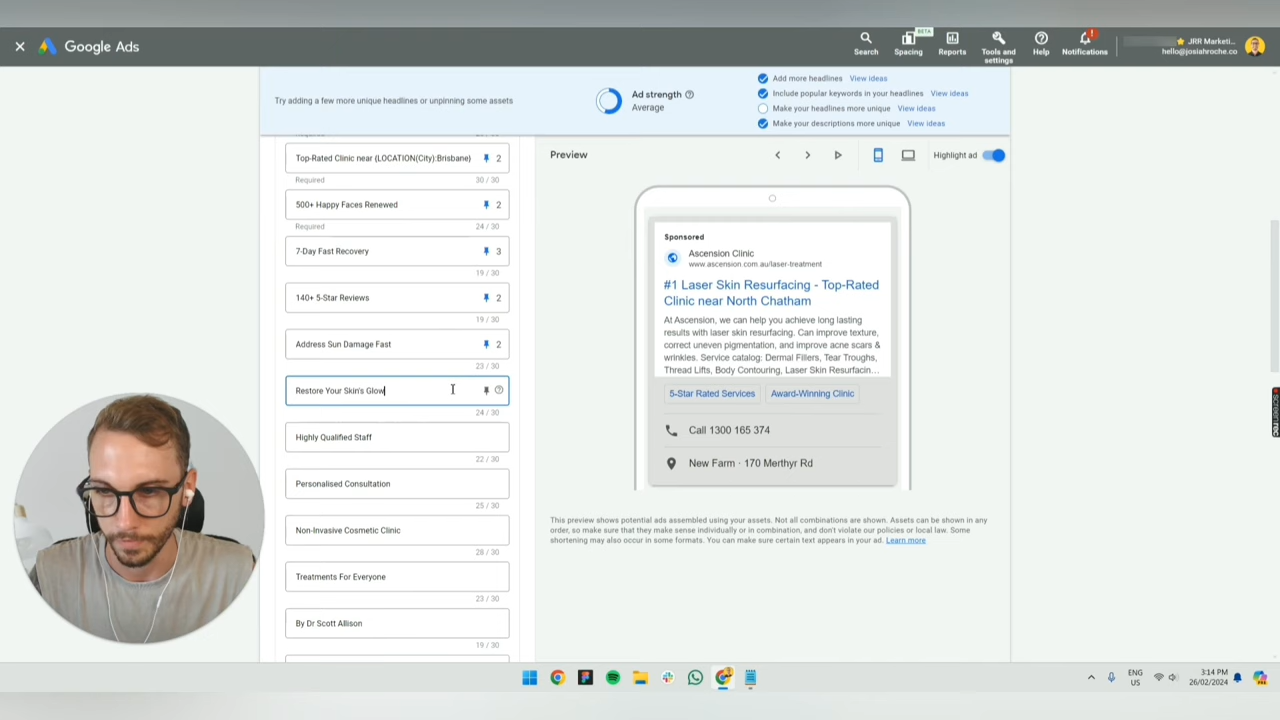 Google Ads
BETA
Search
Spacing
Reports
Tools and
settings
Help
Notifications
JRR Marketi...
hello@josiahroche.co
Try adding a few more unique headlines or unpinning some assets
Ad strength
Average
Add more headlines View ideas
Include popular keywords in your headlines View ideas
Make your headlines more unique View ideas
Make your descriptions more unique View ideas
Top-Rated Clinic near {LOCATION(City):Brisbane} 2
Required 30 / 30
500+ Happy Faces Renewed 2
Required 24 / 30
7-Day Fast Recovery 3
19 / 30
140+ 5-Star Reviews 2
19 / 30
Address Sun Damage Fast 2
23 / 30
Restore Your Skin's Glow
24 / 30
Highly Qualified Staff
22 / 30
Personalised Consultation
25 / 30
Non-Invasive Cosmetic Clinic
28 / 30
Treatments For Everyone
23 / 30
By Dr Scott Allison
19 / 30
Preview
Highlight ad
Sponsored
Ascension Clinic
www.ascension.com.au/laser-treatment
#1 Laser Skin Resurfacing - Top-Rated
Clinic near North Chatham
At Ascension, we can help you achieve long lasting
results with laser skin resurfacing. Can improve texture,
correct uneven pigmentation, and improve acne scars &
wrinkles. Service catalog: Dermal Fillers, Tear Troughs,
Thread Lifts, Body Contouring, Laser Skin Resurfacin...
5-Star Rated Services
Award-Winning Clinic
Call 1300 165 374
New Farm · 170 Merthyr Rd
This preview shows potential ads assembled using your assets. Not all combinations are shown. Assets can be shown in any
order, so make sure that they make sense individually or in combination, and don't violate our policies or local law. Some
shortening may also occur in some formats. You can make sure certain text appears in your ad. Learn more
ENG
US
3:14 PM
26/02/2024